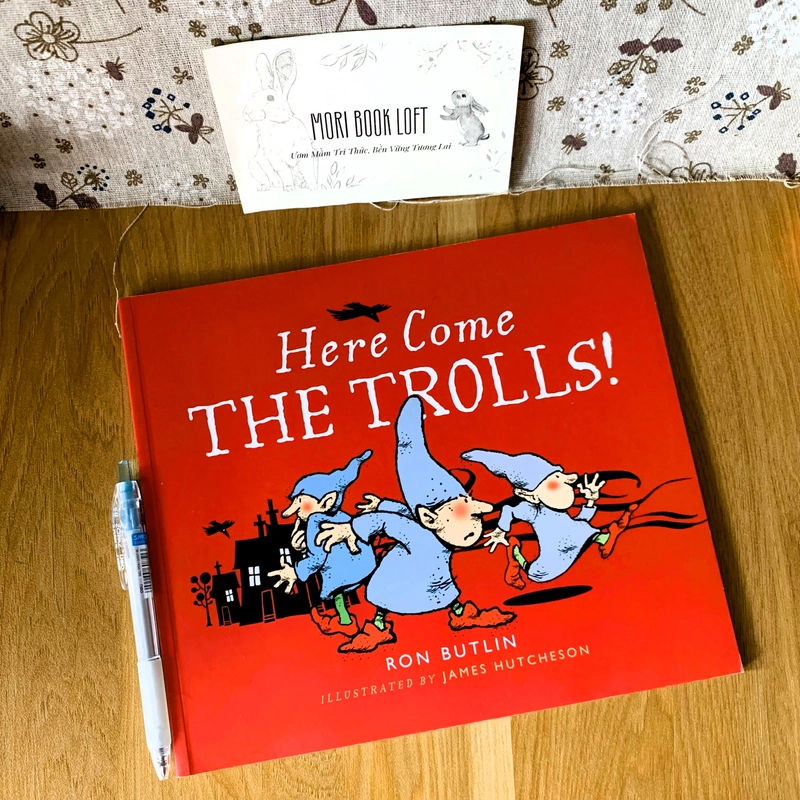 MORI BOOK LOFT
Ươm Mầm Tri Thức, Bền Vững Tương Lai
Here Come
THE TROLLS!
RON BUTLIN
ILLUSTRATED BY JAMES HUTCHESON